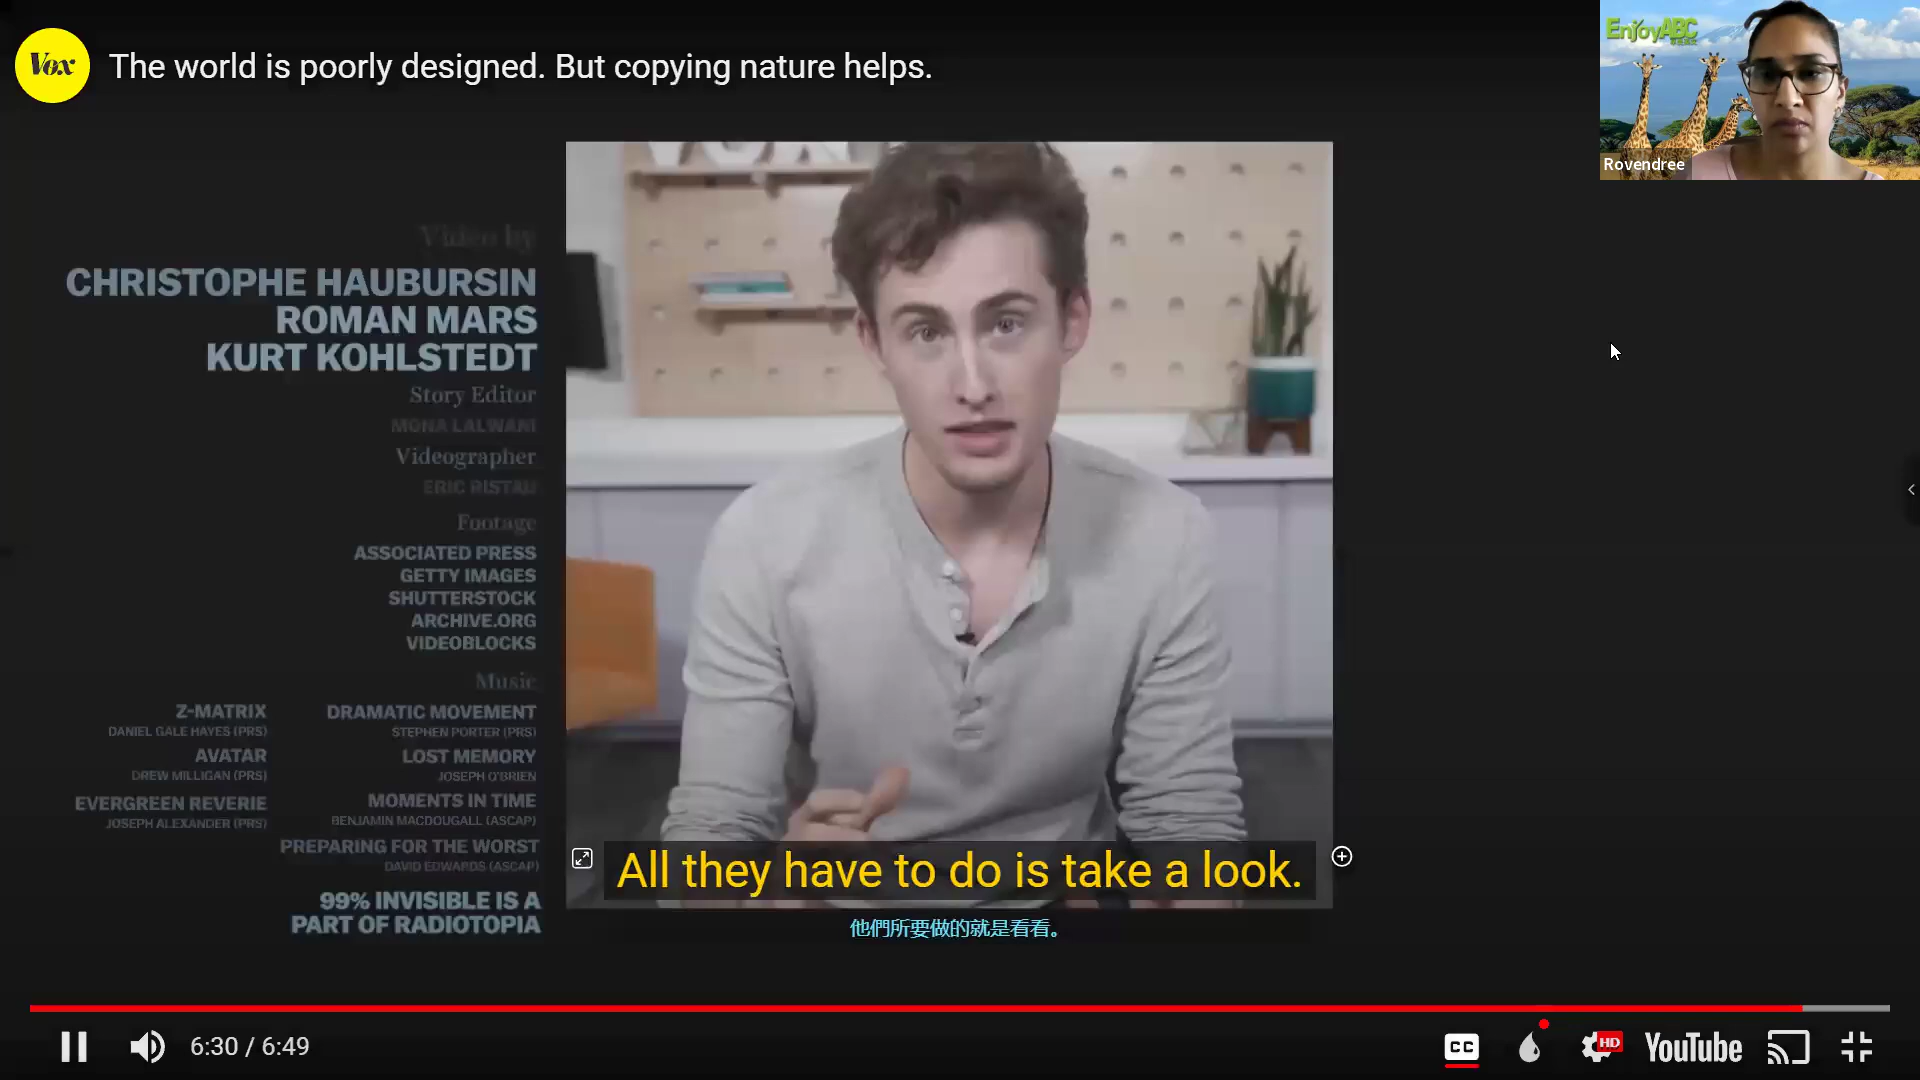 Vox
The world is poorly designed. But copying nature helps.
EnjoyABC
Rovendree
Video by
CHRISTOPHE HAUBURSIN
ROMAN MARS
KURT KOHLSTEDT
Story Editor
MONA LALWANI
Videographer
ERIC RISTAU
Footage
ASSOCIATED PRESS
GETTY IMAGES
SHUTTERSTOCK
ARCHIVE.ORG
VIDEOBLOCKS
Music
Z-MATRIX
DANIEL GALE HAYES (PRS)
AVATAR
DREW MILLIGAN (PRS)
EVERGREEN REVERIE
JOSEPH ALEXANDER (PRS)
DRAMATIC MOVEMENT
STEPHEN PORTER (PRS)
LOST MEMORY
JOSEPH O'BRIEN
MOMENTS IN TIME
BENJAMIN MACDOUGALL (ASCAP)
PREPARING FOR THE WORST
DAVID EDWARDS (ASCAP)
99% INVISIBLE IS A
PART OF RADIOTOPIA
All they have to do is take a look.
他們所要做的就是看看。
6:30 / 6:49
CC
HD
YouTube